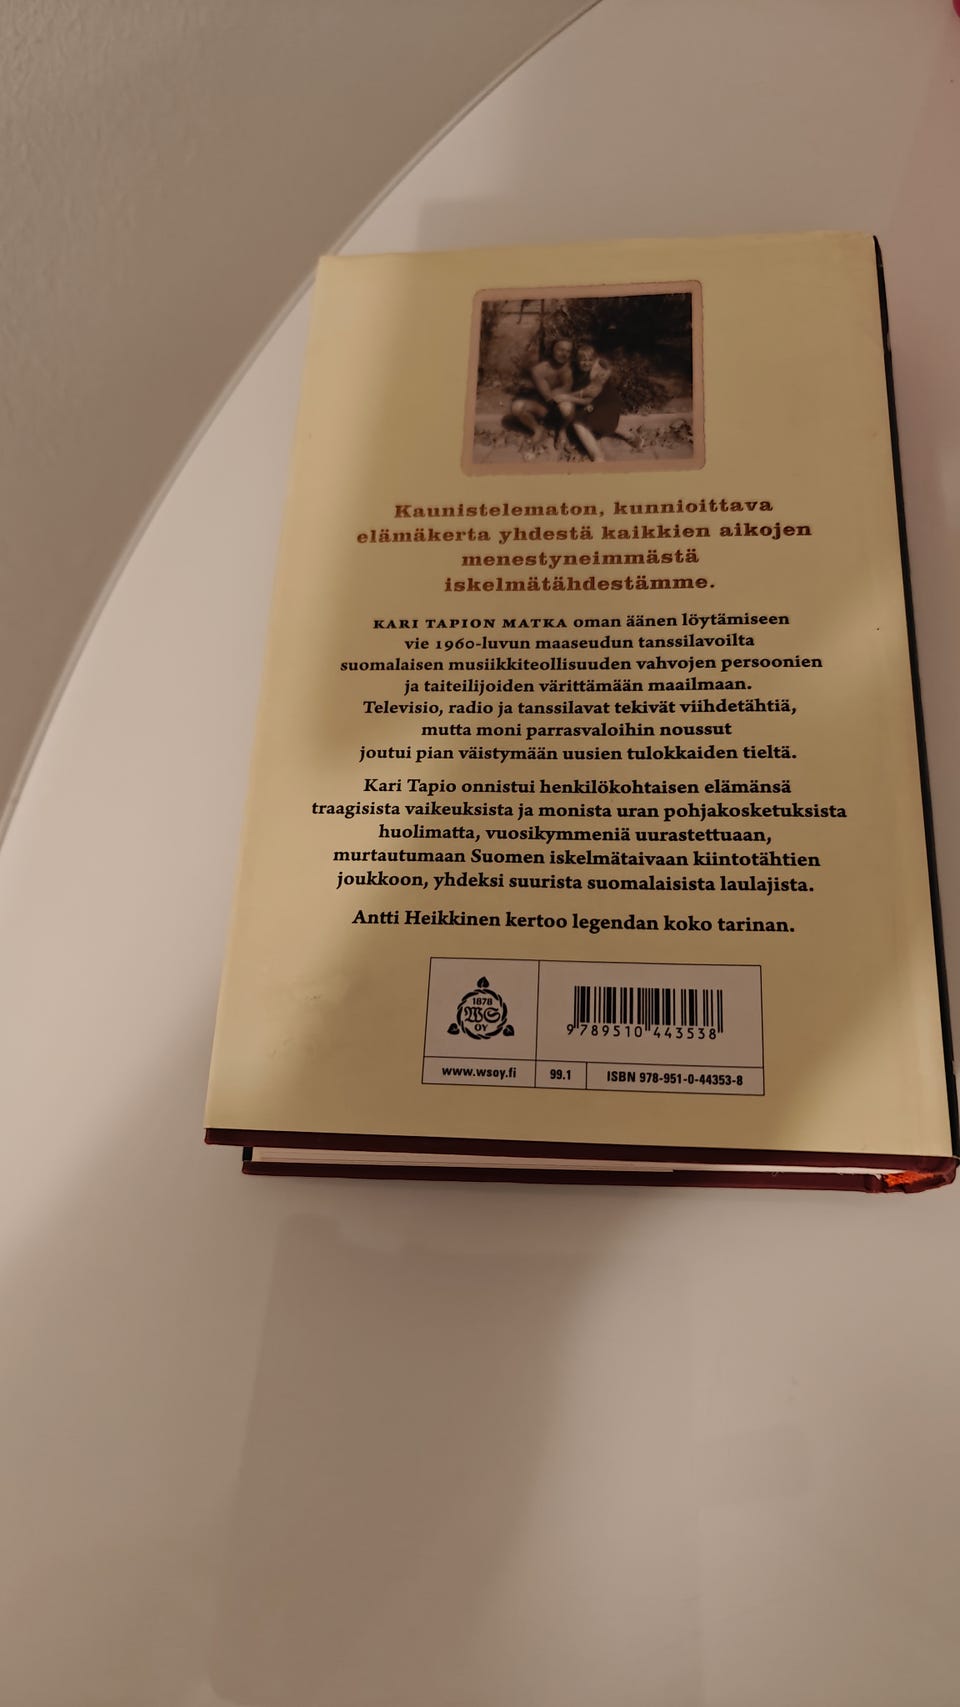 Kaunistelematon, kunnioittava
elämäkerta yhdestä kaikkien aikojen
menestyneimmästä
iskelmätähdestämme.
KARI TAPION MATKA oman äänen löytämiseen
vie 1960-luvun maaseudun tanssilavoilta
suomalaisen musiikkiteollisuuden vahvojen persoonien
ja taiteilijoiden värittämään maailmaan.
Televisio, radio ja tanssilavat tekivät viihdetähtiä,
mutta moni parrasvaloihin noussut
joutui pian väistymään uusien tulokkaiden tieltä.
Kari Tapio onnistui henkilökohtaisen elämänsä
traagisista vaikeuksista ja monista uran pohjakosketuksista
huolimatta, vuosikymmeniä uurastettuaan,
murtautumaan Suomen iskelmätaivaan kiintotähtien
joukkoon, yhdeksi suurista suomalaisista laulajista.
Antti Heikkinen kertoo legendan koko tarinan.
1878
WS
OY
9 789510 443538
www.wsoy.fi
99.1
ISBN 978-951-0-44353-8